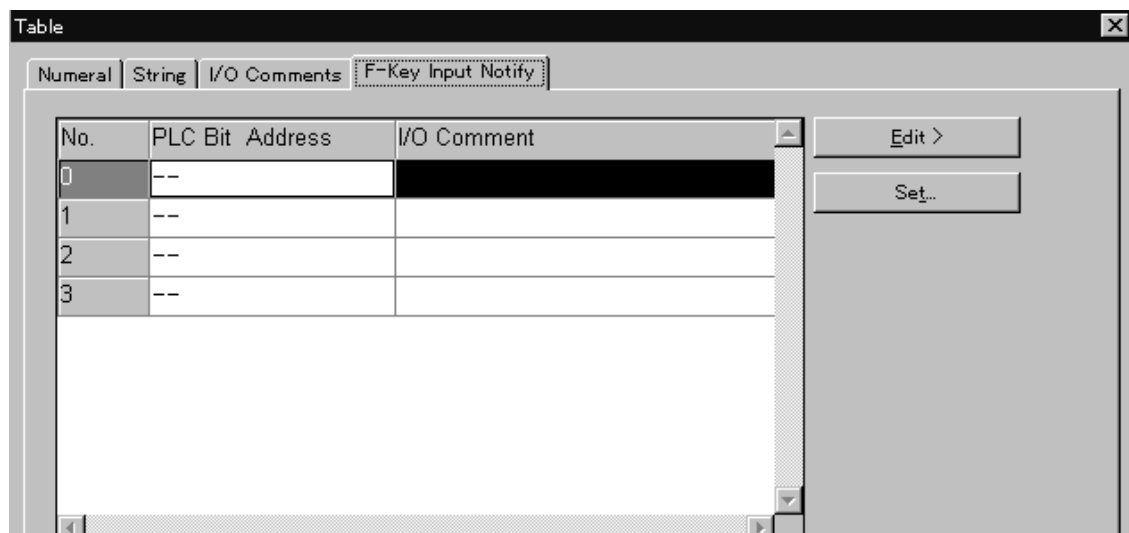 Table
Numeral String I/O Comments F-Key Input Notify
No. PLC Bit Address I/O Comment
0 --
1 --
2 --
3 --
Edit >
Set...